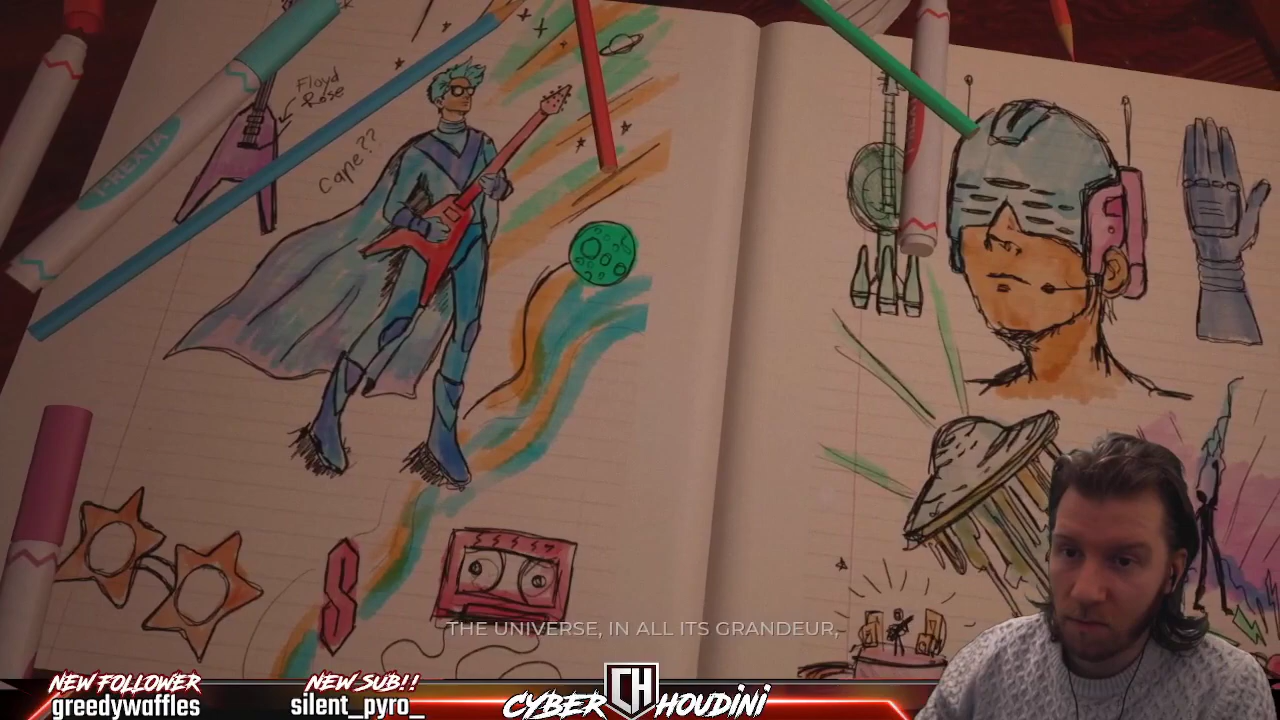 Floyd
Rose
cape??
THE UNIVERSE, IN ALL ITS GRANDEUR,
NEW FOLLOWER
greedywaffles
NEW SUB!!
silent_pyro_
CYBER CH HOUDINI